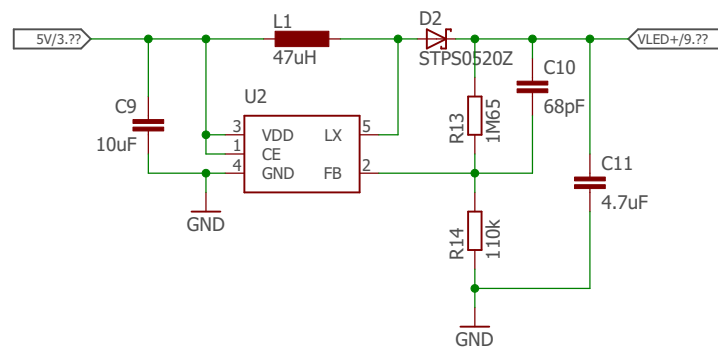 L1
D2
5V/3.??
VLED+/9.??
47uH
STPS0520Z
C10
C9
U2
R13
1M65
68pF
3
VDD
LX
5
10uF
1
CE
4
GND
FB
2
C11
4.7uF
GND
R14
110k
GND